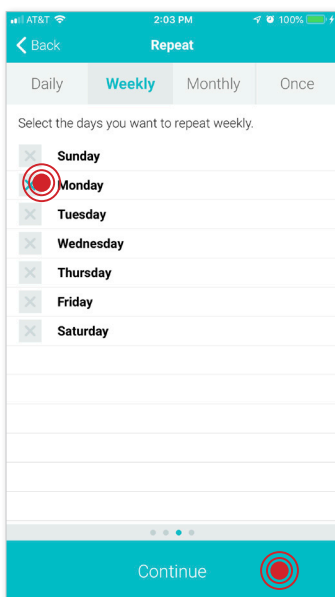 AT&T 2:03 PM 100%
Back Repeat
Daily Weekly Monthly Once
Select the days you want to repeat weekly.
Sunday
Monday
Tuesday
Wednesday
Thursday
Friday
Saturday
Continue